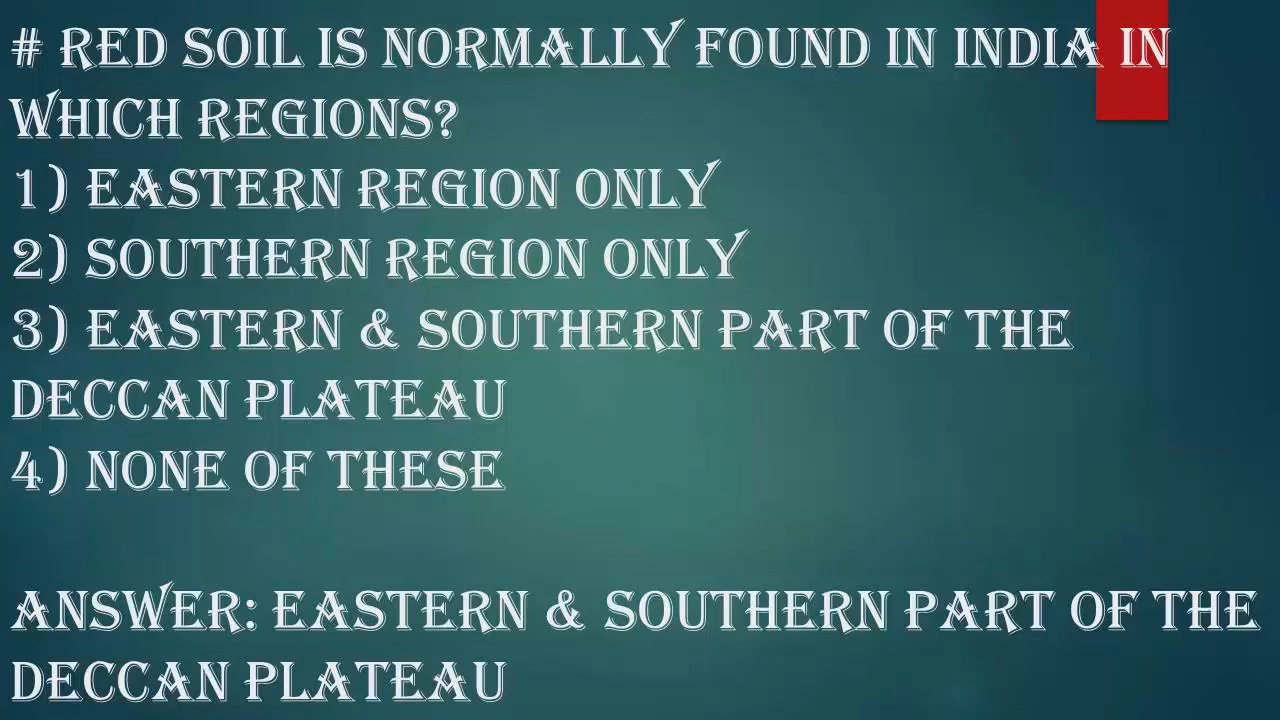 # RED SOIL IS NORMALLY FOUND IN INDIA IN
WHICH REGIONS?
1) EASTERN REGION ONLY
2) SOUTHERN REGION ONLY
3) EASTERN & SOUTHERN PART OF THE
DECCAN PLATEAU
4) NONE OF THESE
ANSWER: EASTERN & SOUTHERN PART OF THE
DECCAN PLATEAU